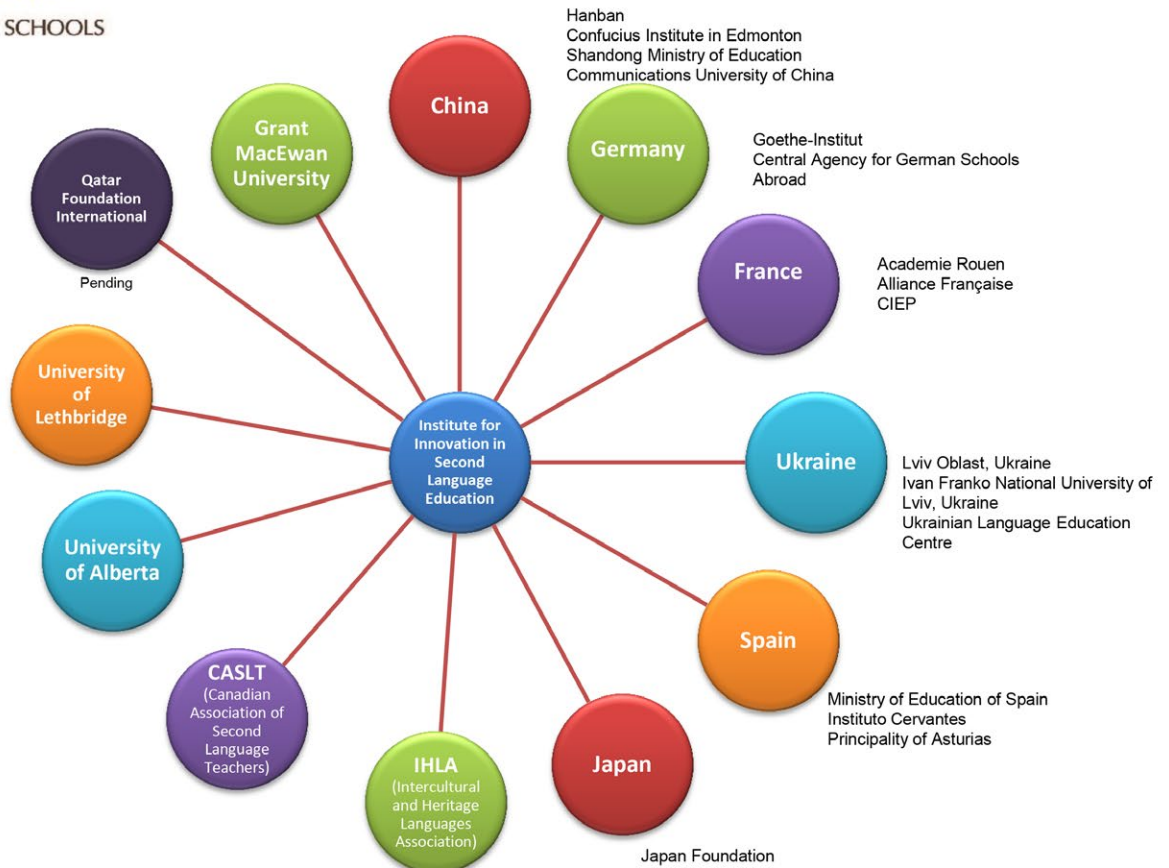 SCHOOLS
Hanban
Confucius Institute in Edmonton
Shandong Ministry of Education
Communications University of China
China
Grant
MacEwan
University
Germany
Goethe-Institut
Central Agency for German Schools
Abroad
Qatar
Foundation
International
Pending
France
Academie Rouen
Alliance Française
CIEP
University
of
Lethbridge
Institute for
Innovation in
Second
Language
Education
Ukraine
Lviv Oblast, Ukraine
Ivan Franko National University of
Lviv, Ukraine
Ukrainian Language Education
Centre
University
of Alberta
Spain
Ministry of Education of Spain
Instituto Cervantes
Principality of Asturias
CASLT
(Canadian
Association of
Second
Language
Teachers)
IHLA
(Intercultural
and Heritage
Languages
Association)
Japan
Japan Foundation